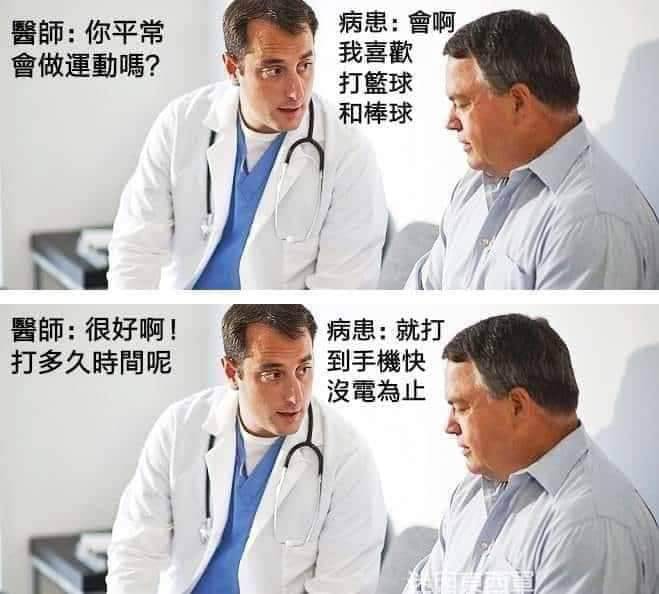 醫師：你平常
會做運動嗎?
病患：會啊
我喜歡
打籃球
和棒球
醫師：很好啊！
打多久時間呢
病患：就打
到手機快
沒電為止